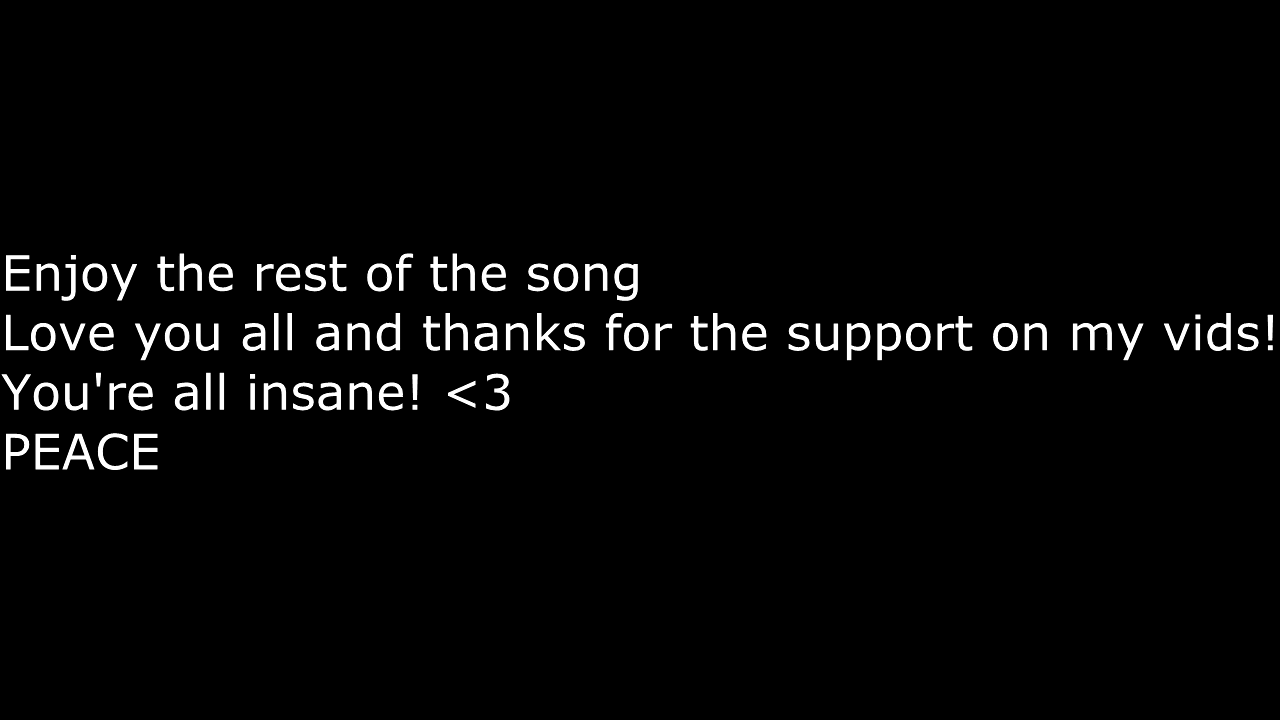 Enjoy the rest of the song
Love you all and thanks for the support on my vids!
You're all insane! <3
PEACE